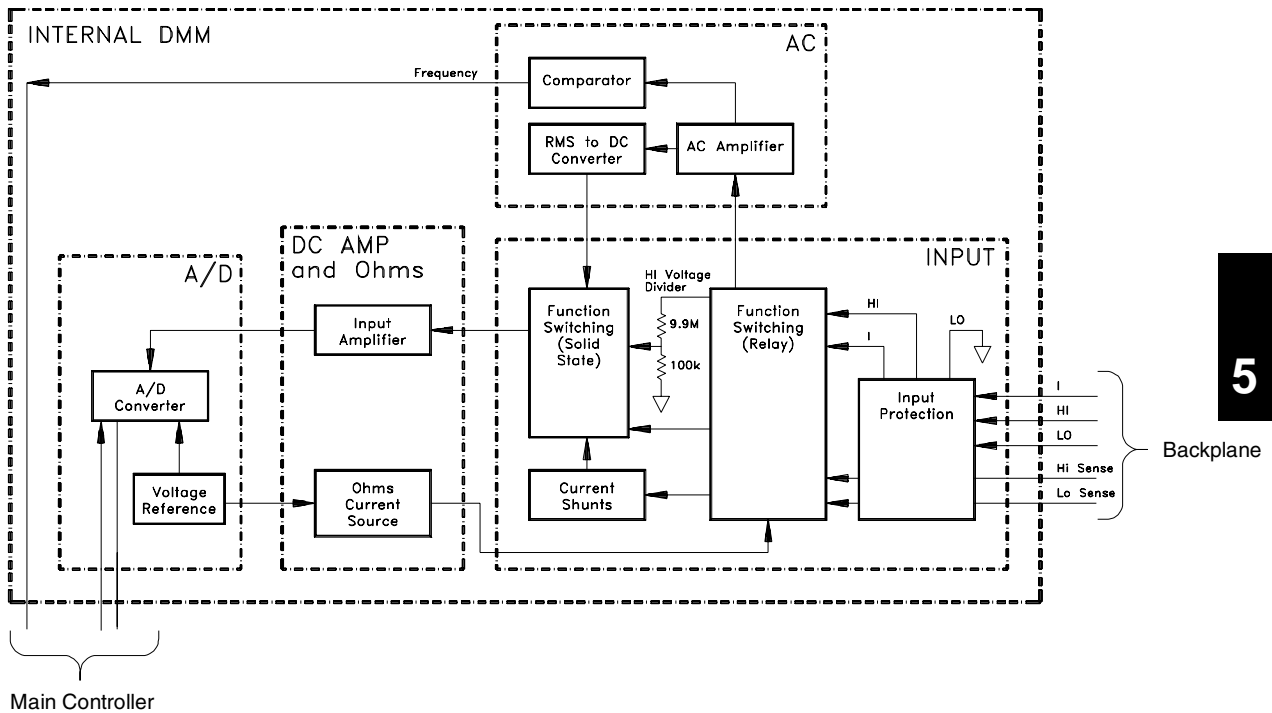 INTERNAL DMM
AC
Frequency
Comparator
RMS to DC
Converter
AC Amplifier
DC AMP
and Ohms
A/D
INPUT
HI Voltage
Divider
Input
Amplifier
Function
Switching
(Solid
State)
9.9M
100k
Function
Switching
(Relay)
HI
I
LO
A/D
Converter
Input
Protection
I
HI
LO
Hi Sense
Lo Sense
Backplane
5
Voltage
Reference
Ohms
Current
Source
Current
Shunts
Main Controller